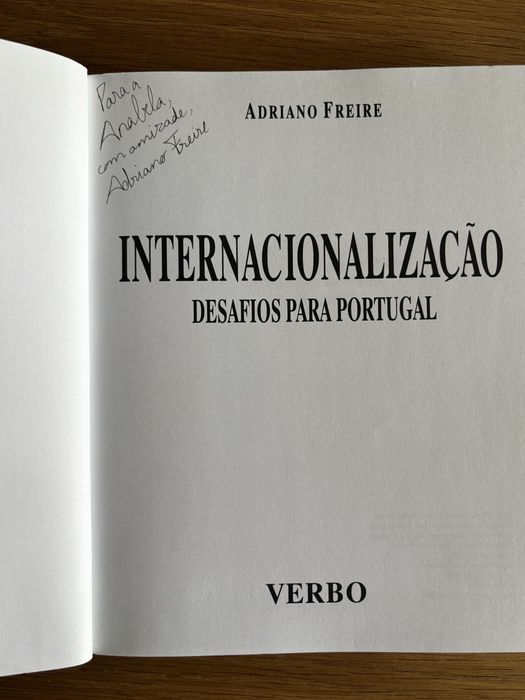 Para a
Anabela,
com amizade,
Adriano Freire
ADRIANO FREIRE
INTERNACIONALIZAÇÃO
DESAFIOS PARA PORTUGAL
VERBO